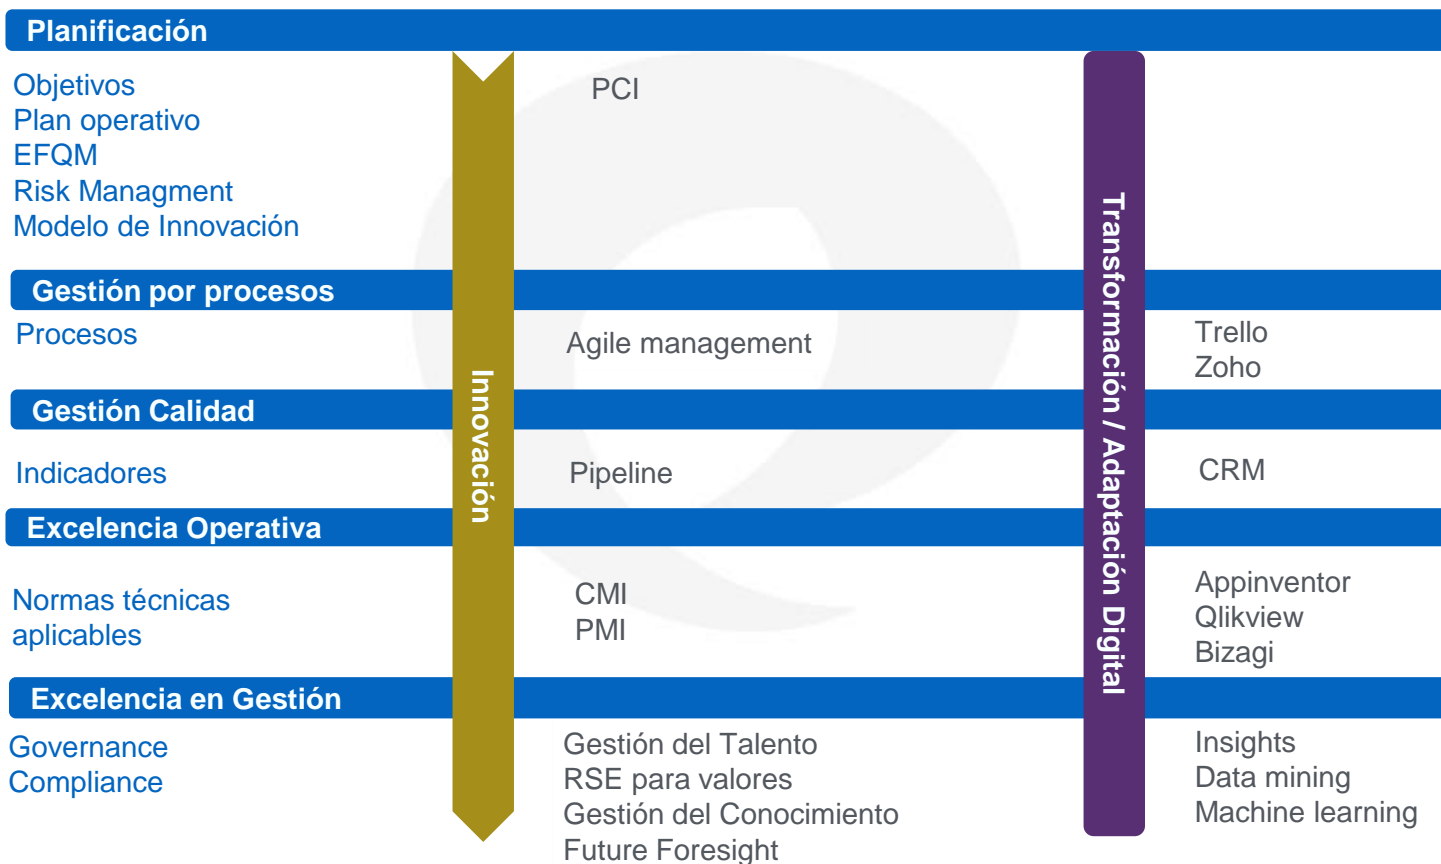 Planificación
Objetivos
Plan operativo
EFQM
Risk Managment
Modelo de Innovación
PCI
Gestión por procesos
Procesos
Agile management
Trello
Zoho
Gestión Calidad
Indicadores
Pipeline
CRM
Excelencia Operativa
Normas técnicas
aplicables
CMI
PMI
Appinventor
Qlikview
Bizagi
Excelencia en Gestión
Governance
Compliance
Gestión del Talento
RSE para valores
Gestión del Conocimiento
Future Foresight
Insights
Data mining
Machine learning
Innovación
Transformación / Adaptación Digital